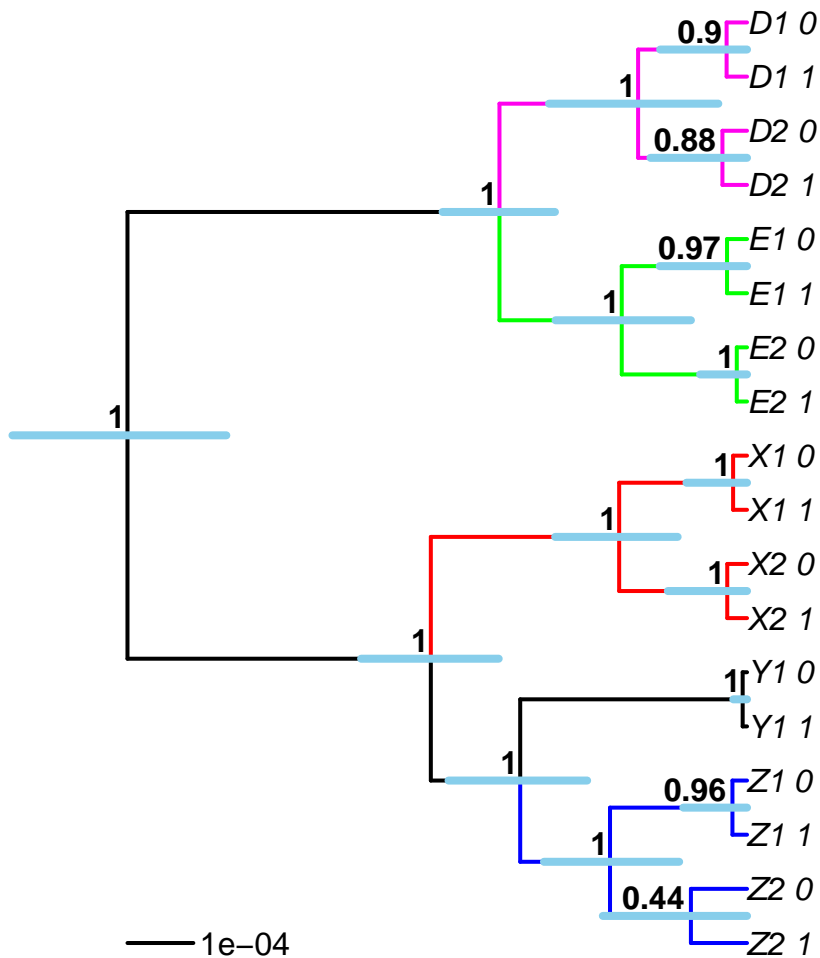 D1 0
0.9
D1 1
1
D2 0
0.88
D2 1
1
E1 0
0.97
E1 1
1
E2 0
1
E2 1
1
X1 0
1
X1 1
1
X2 0
1
X2 1
1
Y1 0
1
Y1 1
1
Z1 0
0.96
Z1 1
1
Z2 0
0.44
Z2 1
1e−04